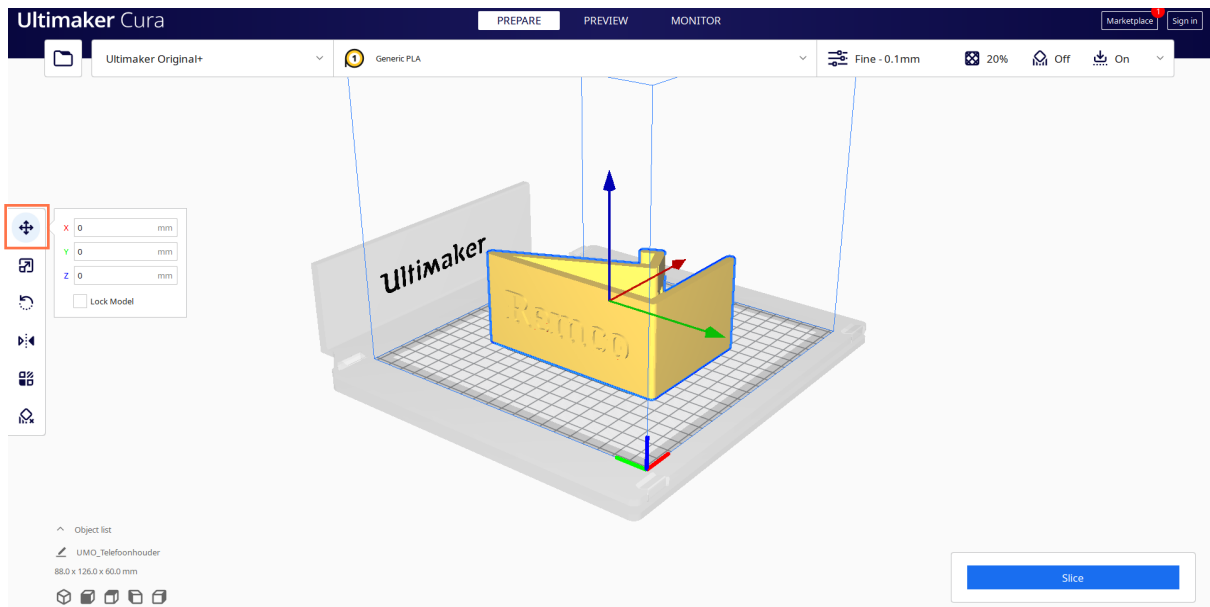 Ultimaker Cura
PREPARE PREVIEW MONITOR
Marketplace 1 Sign in
Ultimaker Original+
1 Generic PLA
Fine - 0.1mm 20% Off On
X 0 mm
Y 0 mm
Z 0 mm
Lock Model
Ultimaker
Remco
Object list
UMO_Telefoonhouder
88.0 x 126.0 x 60.0 mm
Slice